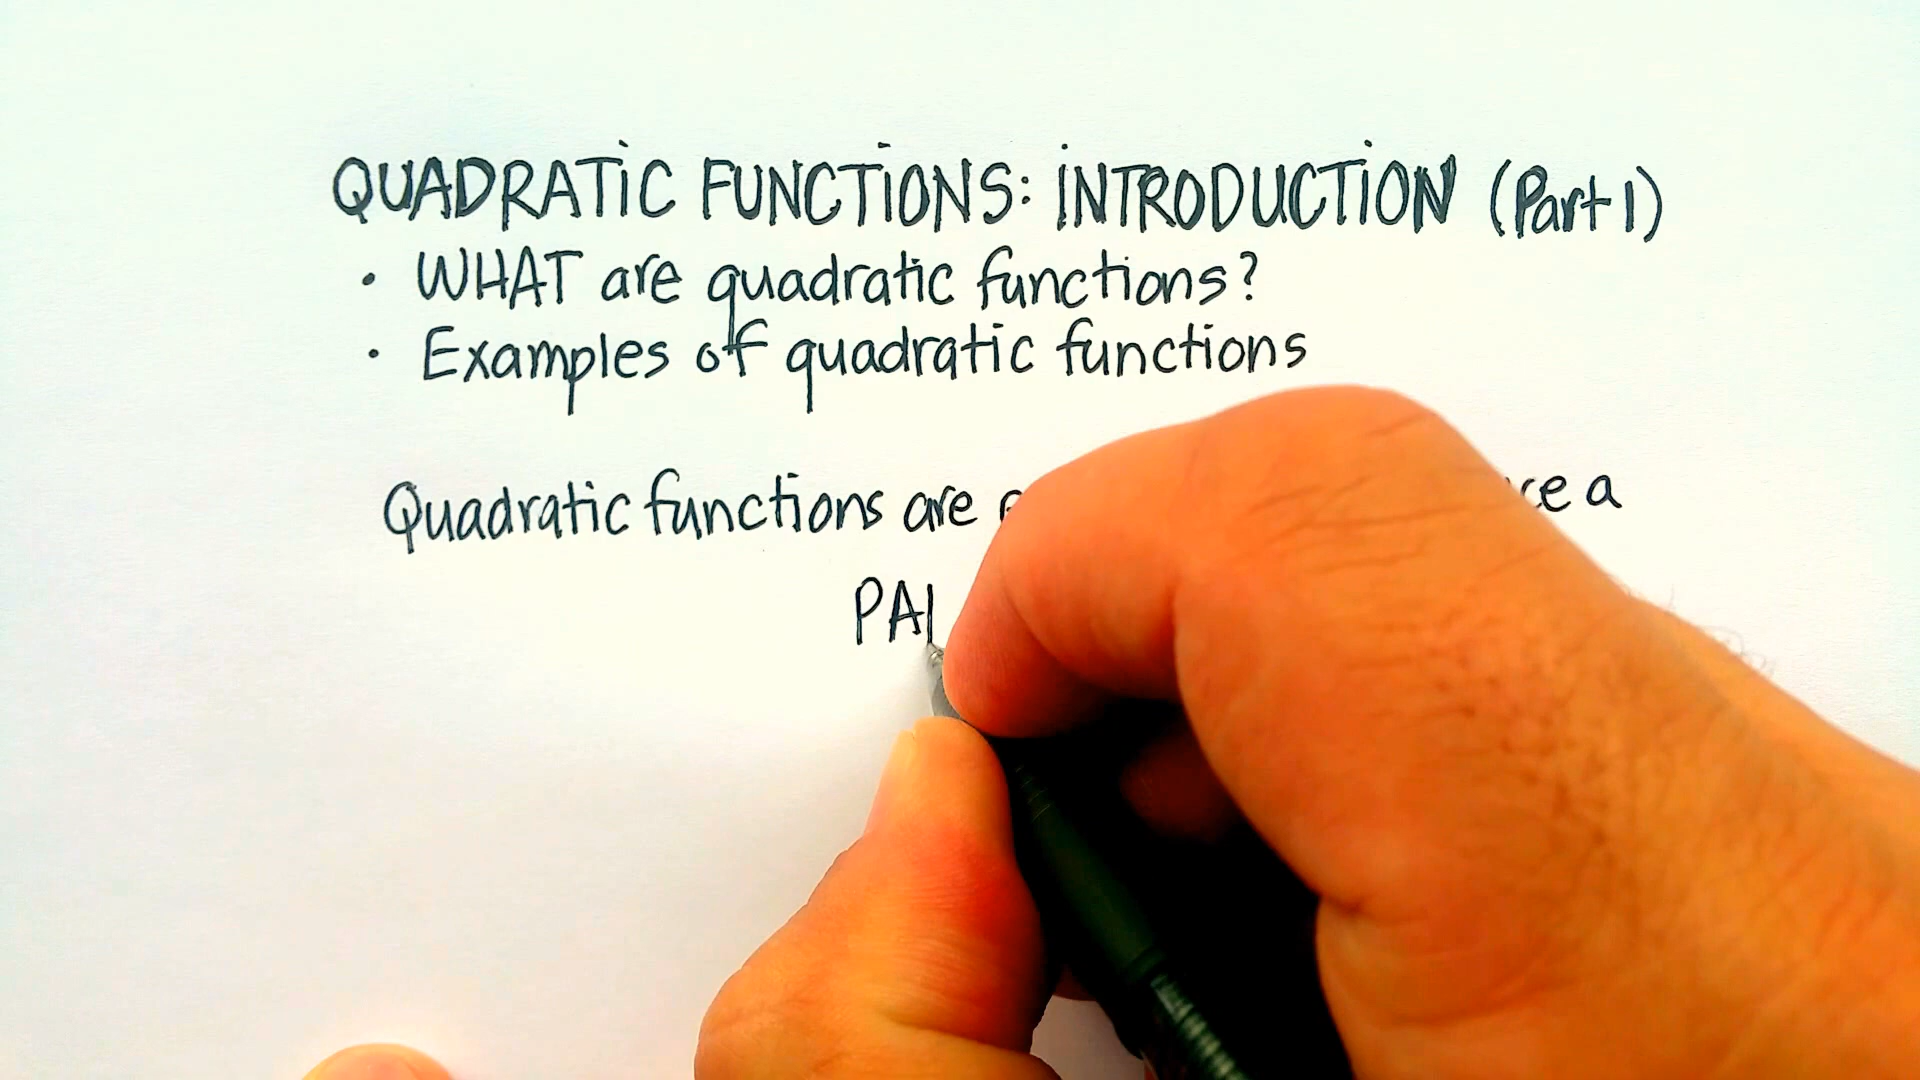 QUADRATIC FUNCTIONS: INTRODUCTION (Part 1)
• WHAT are quadratic functions?
• Examples of quadratic functions
Quadratic functions are a
PA